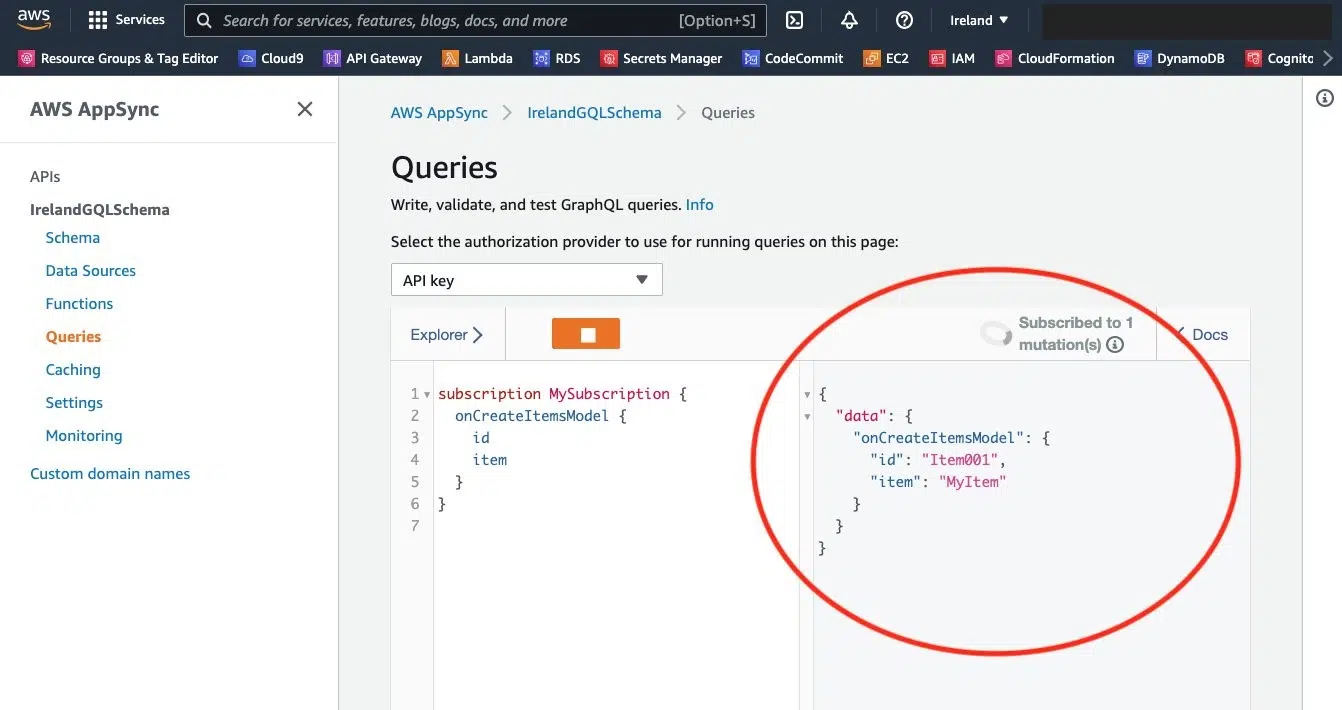 aws
Services
Search for services, features, blogs, docs, and more
[Option+S]
Ireland
Resource Groups & Tag Editor
Cloud9
API Gateway
Lambda
RDS
Secrets Manager
CodeCommit
EC2
IAM
CloudFormation
DynamoDB
Cognito
AWS AppSync
APIs
IrelandGQLSchema
Schema
Data Sources
Functions
Queries
Caching
Settings
Monitoring
Custom domain names
AWS AppSync > IrelandGQLSchema > Queries
Queries
Write, validate, and test GraphQL queries. Info
Select the authorization provider to use for running queries on this page:
API key
Explorer
Subscribed to 1
mutation(s)
Docs
1 subscription MySubscription {
2 onCreateItemsModel {
3 id
4 item
5 }
6 }
7
{
"data": {
"onCreateItemsModel": {
"id": "Item001",
"item": "MyItem"
}
}
}